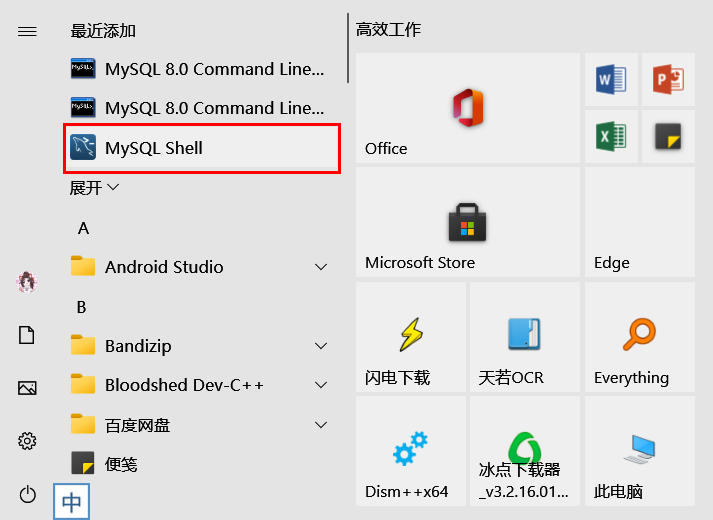 最近添加
MySQL 8.0 Command Line...
MySQL 8.0 Command Line...
MySQL Shell
展开
A
Android Studio
B
Bandizip
Bloodshed Dev-C++
百度网盘
便笺
中
高效工作
Office
Microsoft Store
Edge
闪电下载
天若OCR
Everything
Dism++x64
冰点下载器
_v3.2.16.01...
此电脑